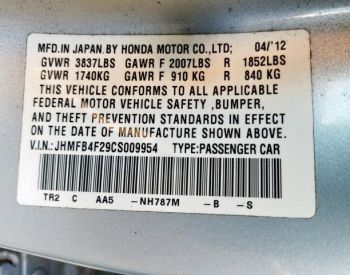 MFD.IN JAPAN.BY HONDA MOTOR CO.,LTD; 04/'12
GVWR 3837LBS GAWR F 2007LBS R 1852LBS
GVWR 1740KG GAWR F 910 KG R 840 KG
THIS VEHICLE CONFORMS TO ALL APPLICABLE
FEDERAL MOTOR VEHICLE SAFETY ,BUMPER,
AND THEFT PREVENTION STANDARDS IN EFFECT
ON THE DATE OF MANUFACTURE SHOWN ABOVE.
V.I.N.: JHMFB4F29CS009954 TYPE:PASSENGER CAR
TR2 C AA5 -NH787M -B -S